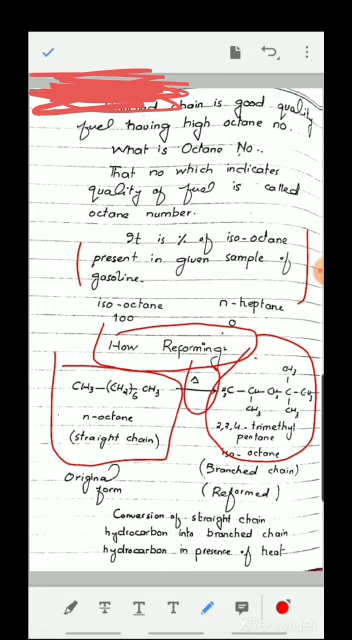 chain is good quality
fuel having high octane no.
What is Octane No..
That no which indicates
quality of fuel is called
octane number.
It is % of iso-octane
present in given sample of
gasoline.
iso-octane n-heptane
100 0
How Reforming:
CH3
CH3-(CH2)6 CH3 Δ H3C-CH-CH2-C-CH3
CH3 CH3
n-octane 2,2,4-trimethyl
(straight chain) pentane
iso-octane
Original (Branched chain)
form (Reformed)
Conversion of straight chain
hydrocarbon into branched chain
hydrocarbon in presence of heat
T T T